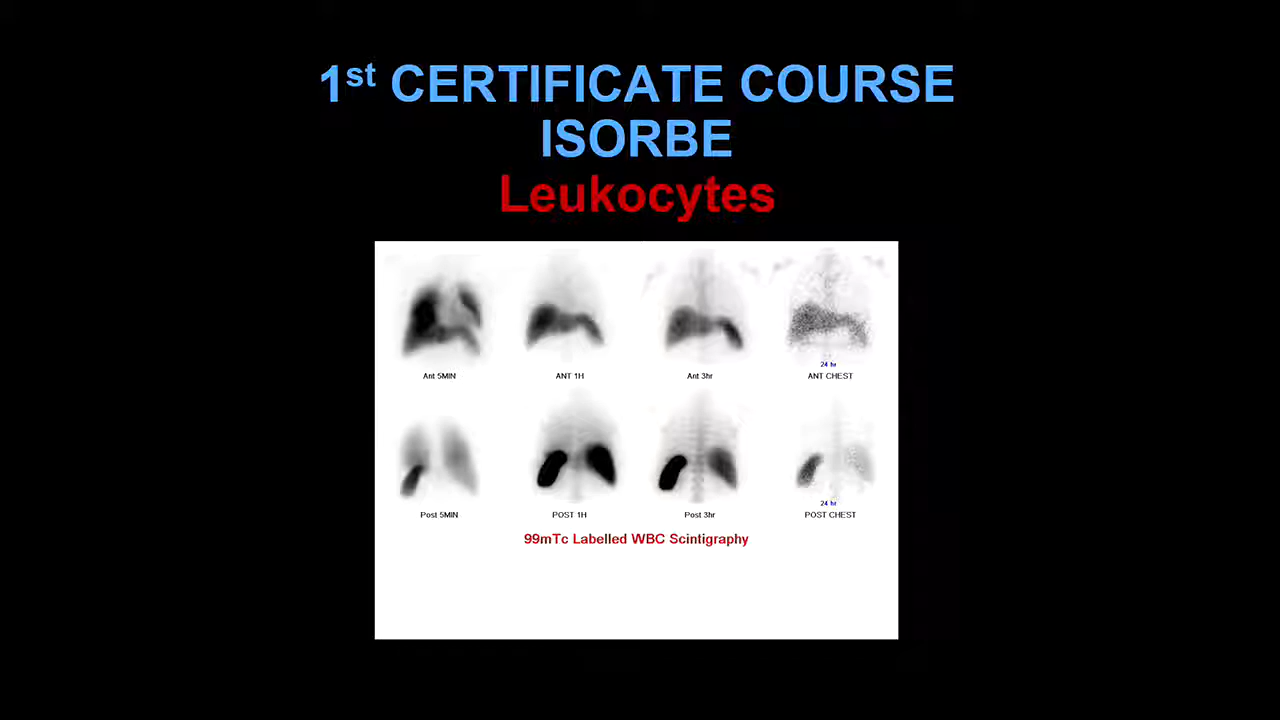 1st CERTIFICATE COURSE
ISORBE
Leukocytes
Ant 5MIN
ANT 1H
Ant 3hr
24 hr
ANT CHEST
Post 5MIN
POST 1H
Post 3hr
24 hr
POST CHEST
99mTc Labelled WBC Scintigraphy